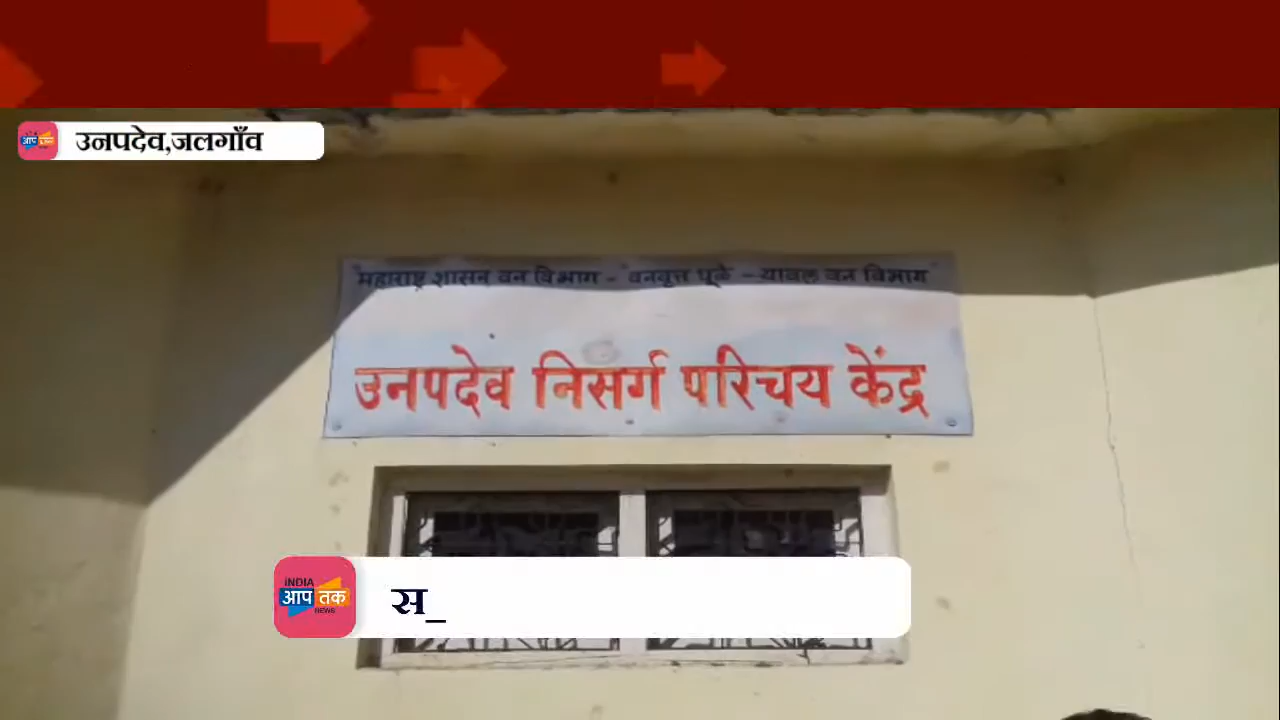 उनपदेव,जलगाँव
महाराष्ट्र शासन वन विभाग - वनवृत्त धूळे - यावल वन विभाग
उनपदेव निसर्ग परिचय केंद्र
INDIA
आप तक
NEWS
स_